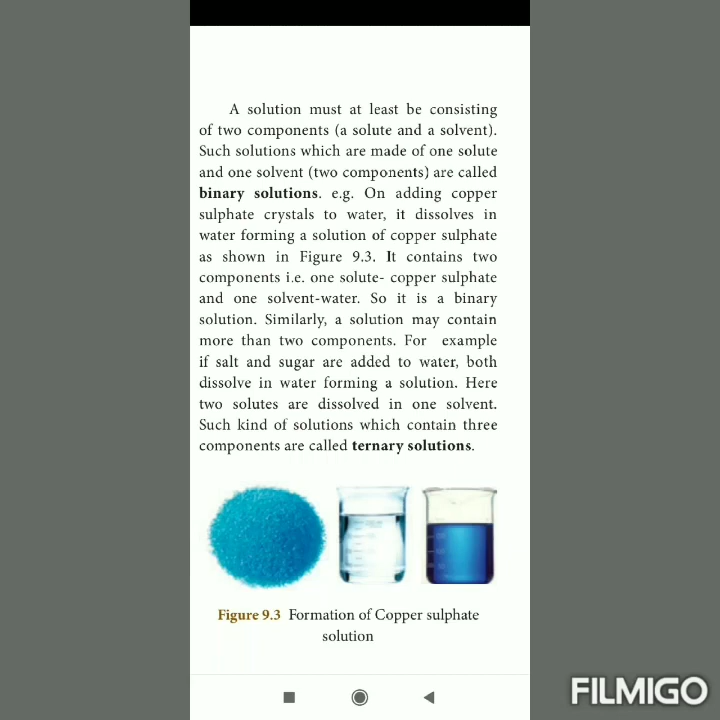 A solution must at least be consisting
of two components (a solute and a solvent).
Such solutions which are made of one solute
and one solvent (two components) are called
binary solutions. e.g. On adding copper
sulphate crystals to water, it dissolves in
water forming a solution of copper sulphate
as shown in Figure 9.3. It contains two
components i.e. one solute- copper sulphate
and one solvent-water. So it is a binary
solution. Similarly, a solution may contain
more than two components. For example
if salt and sugar are added to water, both
dissolve in water forming a solution. Here
two solutes are dissolved in one solvent.
Such kind of solutions which contain three
components are called ternary solutions.
Figure 9.3 Formation of Copper sulphate
solution
FILMIGO